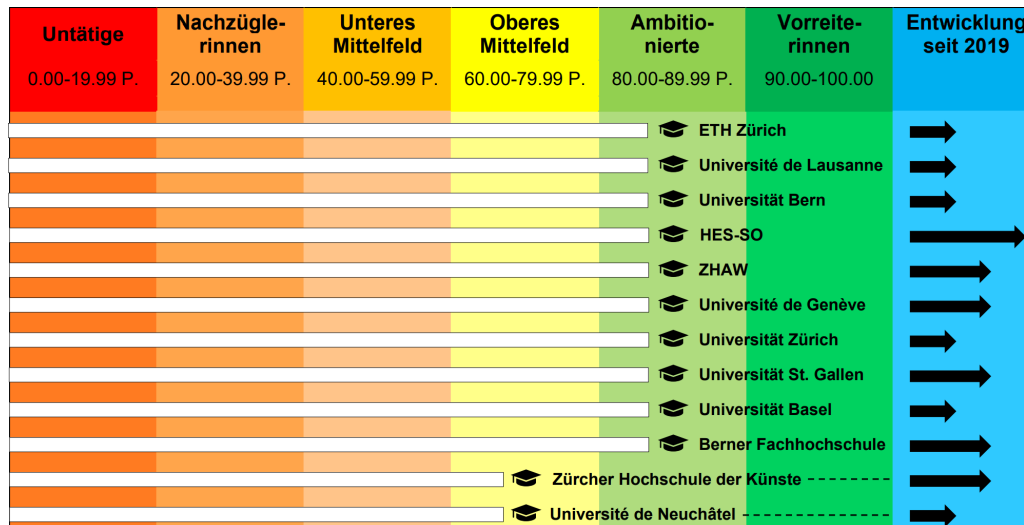 Untätige
0.00-19.99 P.
Nachzügle-
rinnen
20.00-39.99 P.
Unteres
Mittelfeld
40.00-59.99 P.
Oberes
Mittelfeld
60.00-79.99 P.
Ambitio-
nierte
80.00-89.99 P.
Vorreite-
rinnen
90.00-100.00
Entwicklung
seit 2019
ETH Zürich
Université de Lausanne
Universität Bern
HES-SO
ZHAW
Université de Genève
Universität Zürich
Universität St. Gallen
Universität Basel
Berner Fachhochschule
Zürcher Hochschule der Künste
Université de Neuchâtel